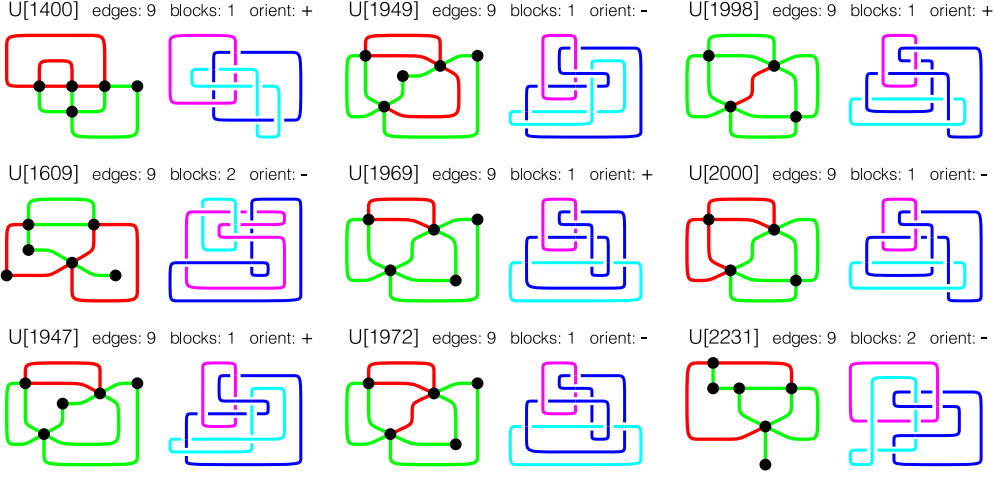 U[1400] edges: 9 blocks: 1 orient: +
U[1949] edges: 9 blocks: 1 orient: -
U[1998] edges: 9 blocks: 1 orient: +
U[1609] edges: 9 blocks: 2 orient: -
U[1969] edges: 9 blocks: 1 orient: +
U[2000] edges: 9 blocks: 1 orient: -
U[1947] edges: 9 blocks: 1 orient: +
U[1972] edges: 9 blocks: 1 orient: -
U[2231] edges: 9 blocks: 2 orient: -